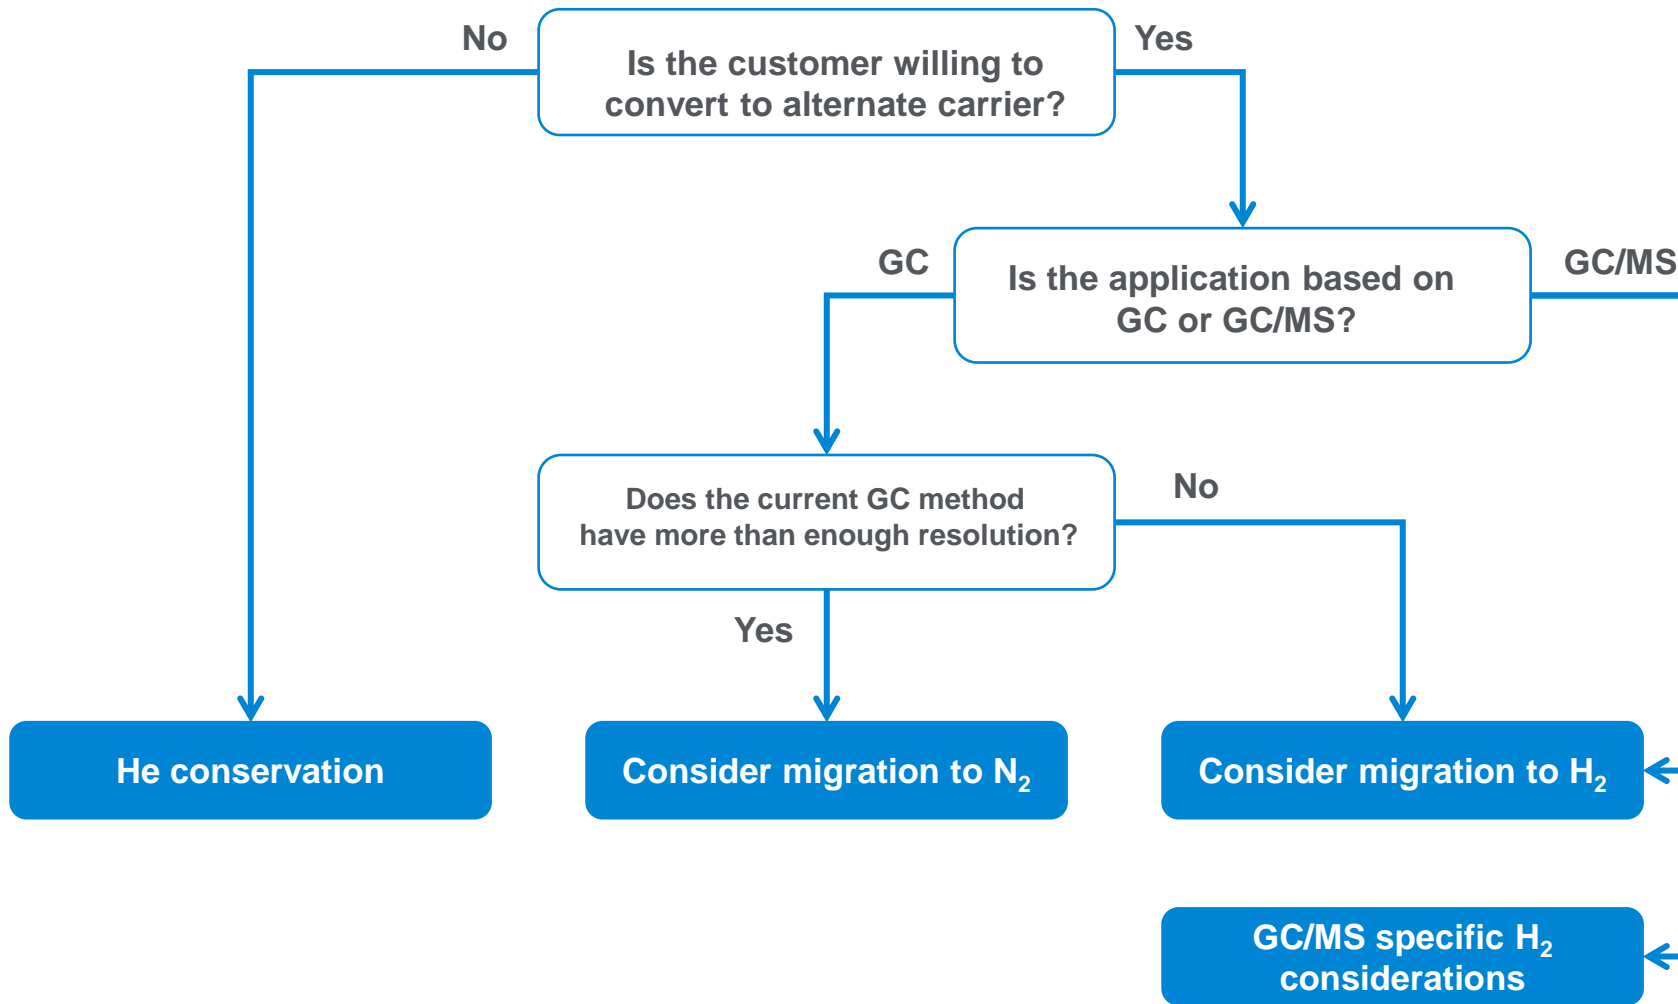 No
Yes
Is the customer willing to
convert to alternate carrier?
GC
GC/MS
Is the application based on
GC or GC/MS?
Does the current GC method
have more than enough resolution?
No
Yes
He conservation
Consider migration to N₂
Consider migration to H₂
GC/MS specific H₂
considerations